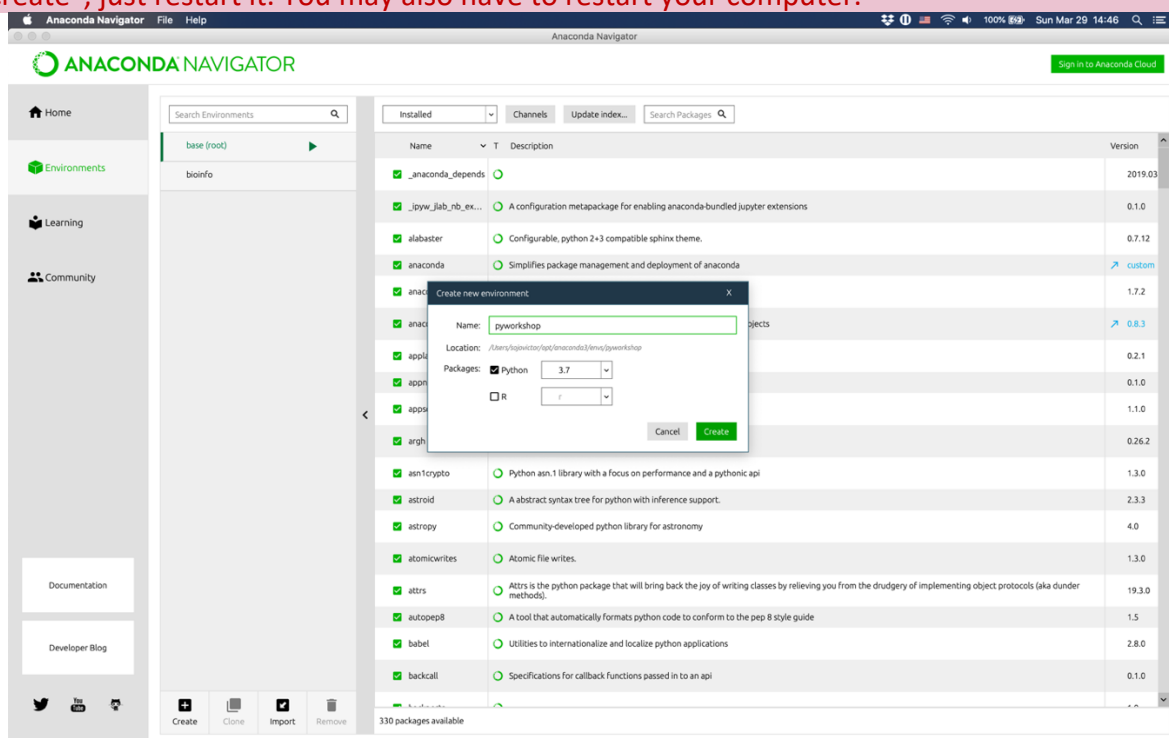 create", just restart it. You may also have to restart your computer.
Anaconda Navigator File Help 100% Sun Mar 29 14:46
Anaconda Navigator
ANACONDA NAVIGATOR Sign in to Anaconda Cloud
Home
Environments
Learning
Community
Documentation
Developer Blog
You Tube
Search Environments
base (root)
bioinfo
Create Clone Import Remove
Installed Channels Update index... Search Packages
Name T Description Version
_anaconda_depends 2019.03
_ipyw_jlab_nb_ex... A configuration metapackage for enabling anaconda-bundled jupyter extensions 0.1.0
alabaster Configurable, python 2+3 compatible sphinx theme. 0.7.12
anaconda Simplifies package management and deployment of anaconda custom
anac 1.7.2
anac bjects 0.8.3
appla 0.2.1
appn 0.1.0
apps 1.1.0
argh 0.26.2
asn1crypto Python asn.1 library with a focus on performance and a pythonic api 1.3.0
astroid A abstract syntax tree for python with inference support. 2.3.3
astropy Community-developed python library for astronomy 4.0
atomicwrites Atomic file writes. 1.3.0
attrs Attrs is the python package that will bring back the joy of writing classes by relieving you from the drudgery of implementing object protocols (aka dunder
methods). 19.3.0
autopep8 A tool that automatically formats python code to conform to the pep 8 style guide 1.5
babel Utilities to internationalize and localize python applications 2.8.0
backcall Specifications for callback functions passed in to an api 0.1.0
330 packages available
Create new environment X
Name: pyworkshop
Location: /Users/sojovictor/opt/anaconda3/envs/pyworkshop
Packages: Python 3.7
R r
Cancel Create